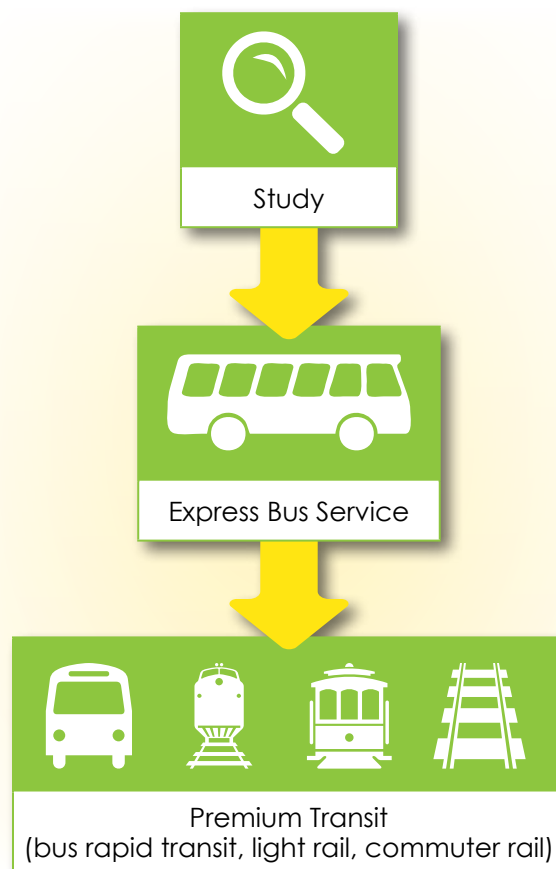 Study
Express Bus Service
Premium Transit
(bus rapid transit, light rail, commuter rail)